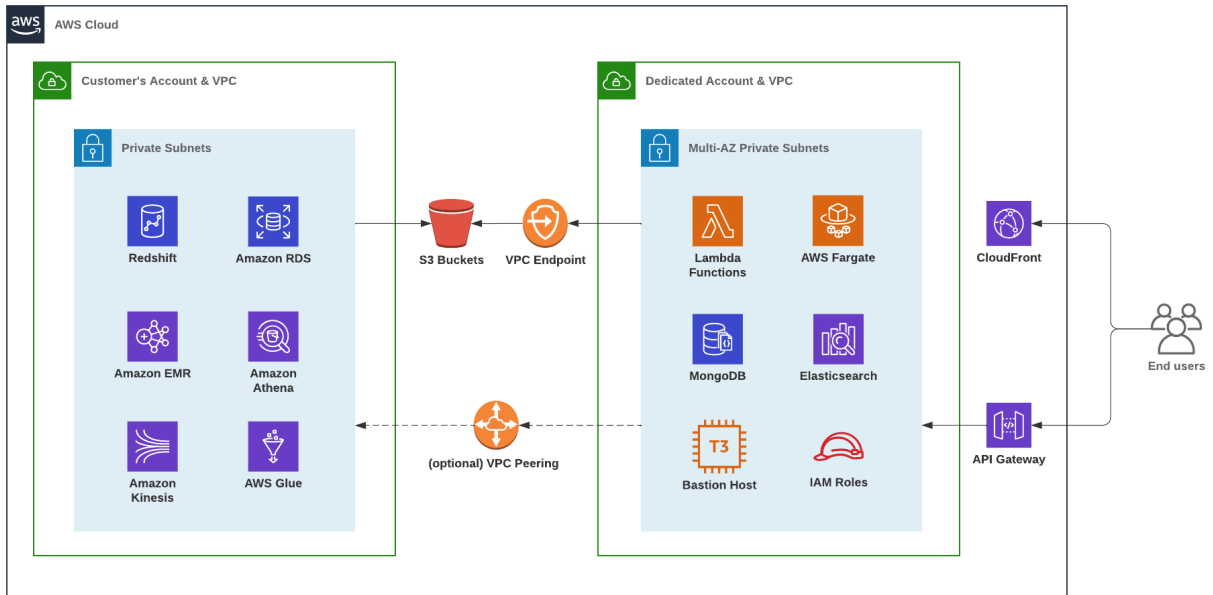 aws
AWS Cloud
Customer's Account & VPC
Dedicated Account & VPC
Private Subnets
Multi-AZ Private Subnets
Redshift
Amazon RDS
S3 Buckets
VPC Endpoint
Lambda
Functions
AWS Fargate
CloudFront
Amazon EMR
Amazon
Athena
MongoDB
Elasticsearch
End users
T3
(optional) VPC Peering
API Gateway
Amazon
Kinesis
AWS Glue
Bastion Host
IAM Roles